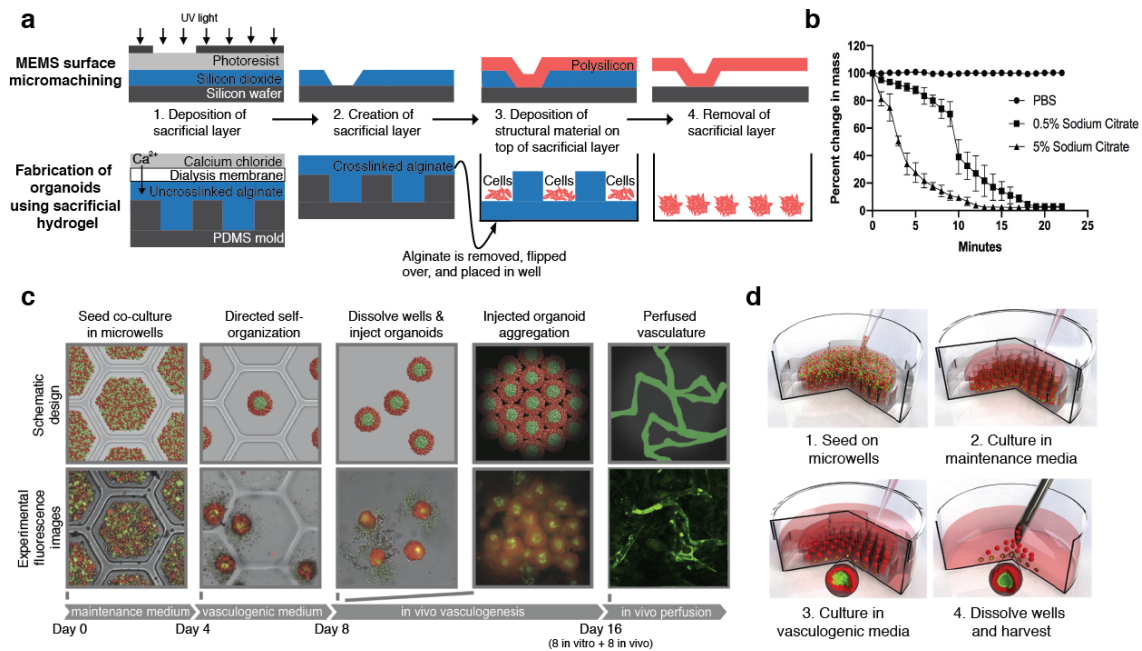 a
UV light
MEMS surface
micromachining
Photoresist
Silicon dioxide
Silicon wafer
Polysilicon
1. Deposition of
sacrificial layer
2. Creation of
sacrificial layer
3. Deposition of
structural material on
top of sacrificial layer
4. Removal of
sacrificial layer
Fabrication of
organoids
using sacrificial
hydrogel
Ca2+
Calcium chloride
Dialysis membrane
Uncrosslinked alginate
PDMS mold
Crosslinked alginate
Cells
Cells
Cells
Alginate is removed, flipped
over, and placed in well
b
Percent change in mass
120
100
80
60
40
20
0
0
5
10
15
20
25
Minutes
PBS
0.5% Sodium Citrate
5% Sodium Citrate
c
Seed co-culture
in microwells
Directed self-
organization
Dissolve wells &
inject organoids
Injected organoid
aggregation
Perfused
vasculature
Schematic
design
Experimental
fluorescence
images
maintenance medium
vasculogenic medium
in vivo vasculogenesis
in vivo perfusion
Day 0
Day 4
Day 8
Day 16
(8 in vitro + 8 in vivo)
d
1. Seed on
microwells
2. Culture in
maintenance media
3. Culture in
vasculogenic media
4. Dissolve wells
and harvest